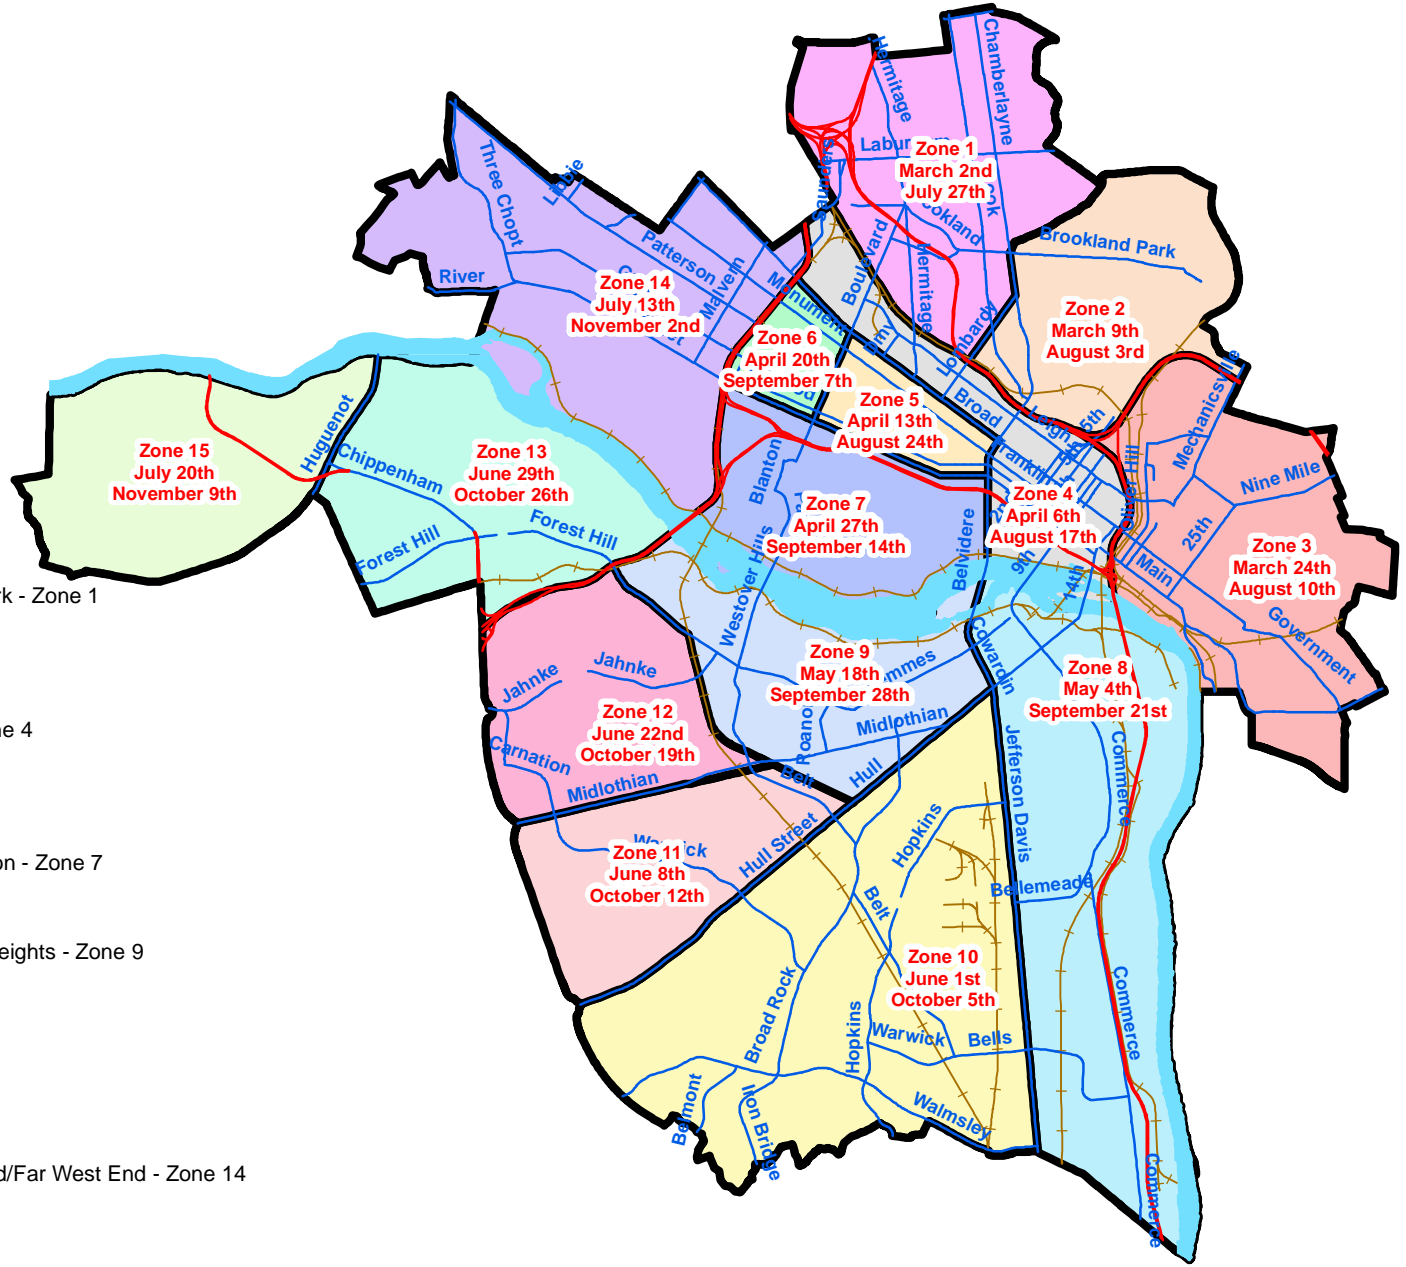 Hermitage
Chamberlayne
Saunders
Zone 1
March 2nd
July 27th
Three Chopt
Libbie
Patterson
Malvern
River
Zone 14
July 13th
November 2nd
Monument
Boulevard
Hermitage
Lombardy
Brookland Park
Zone 2
March 9th
August 3rd
Zone 6
April 20th
September 7th
Zone 5
April 13th
August 24th
Broad
Leigh
5th
Mechanicsville
Huguenot
Zone 15
July 20th
November 9th
Chippenham
Zone 13
June 29th
October 26th
Forest Hill
Forest Hill
Blanton
Westover Hills
Zone 7
April 27th
September 14th
Belvidere
Zone 4
April 6th
August 17th
9th
14th
Main
25th
Nine Mile
Zone 3
March 24th
August 10th
Government
rk - Zone 1
ne 4
on - Zone 7
eights - Zone 9
d/Far West End - Zone 14
Jahnke
Jahnke
Zone 9
May 18th
September 28th
Cowardin
Zone 8
May 4th
September 21st
Zone 12
June 22nd
October 19th
Carnation
Midlothian
Midlothian
Belt
Hull
Jefferson Davis
Commerce
Zone 11
June 8th
October 12th
Hull Street
Hopkins
Belt
Bellemeade
Zone 10
June 1st
October 5th
Broad Rock
Hopkins
Warwick
Bells
Commerce
Belmont
Iron Bridge
Walmsley
Commerce